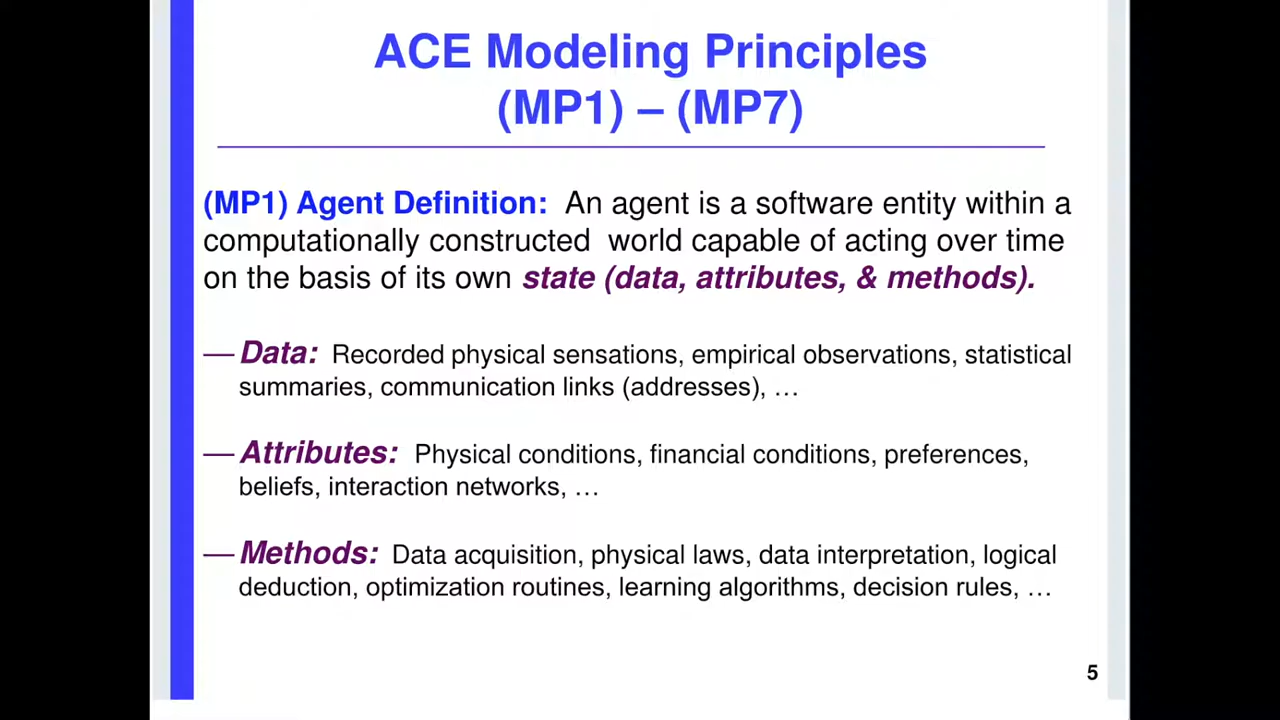 ACE Modeling Principles
(MP1) – (MP7)
(MP1) Agent Definition: An agent is a software entity within a
computationally constructed world capable of acting over time
on the basis of its own state (data, attributes, & methods).
— Data: Recorded physical sensations, empirical observations, statistical
summaries, communication links (addresses), …
— Attributes: Physical conditions, financial conditions, preferences,
beliefs, interaction networks, …
— Methods: Data acquisition, physical laws, data interpretation, logical
deduction, optimization routines, learning algorithms, decision rules, …
5